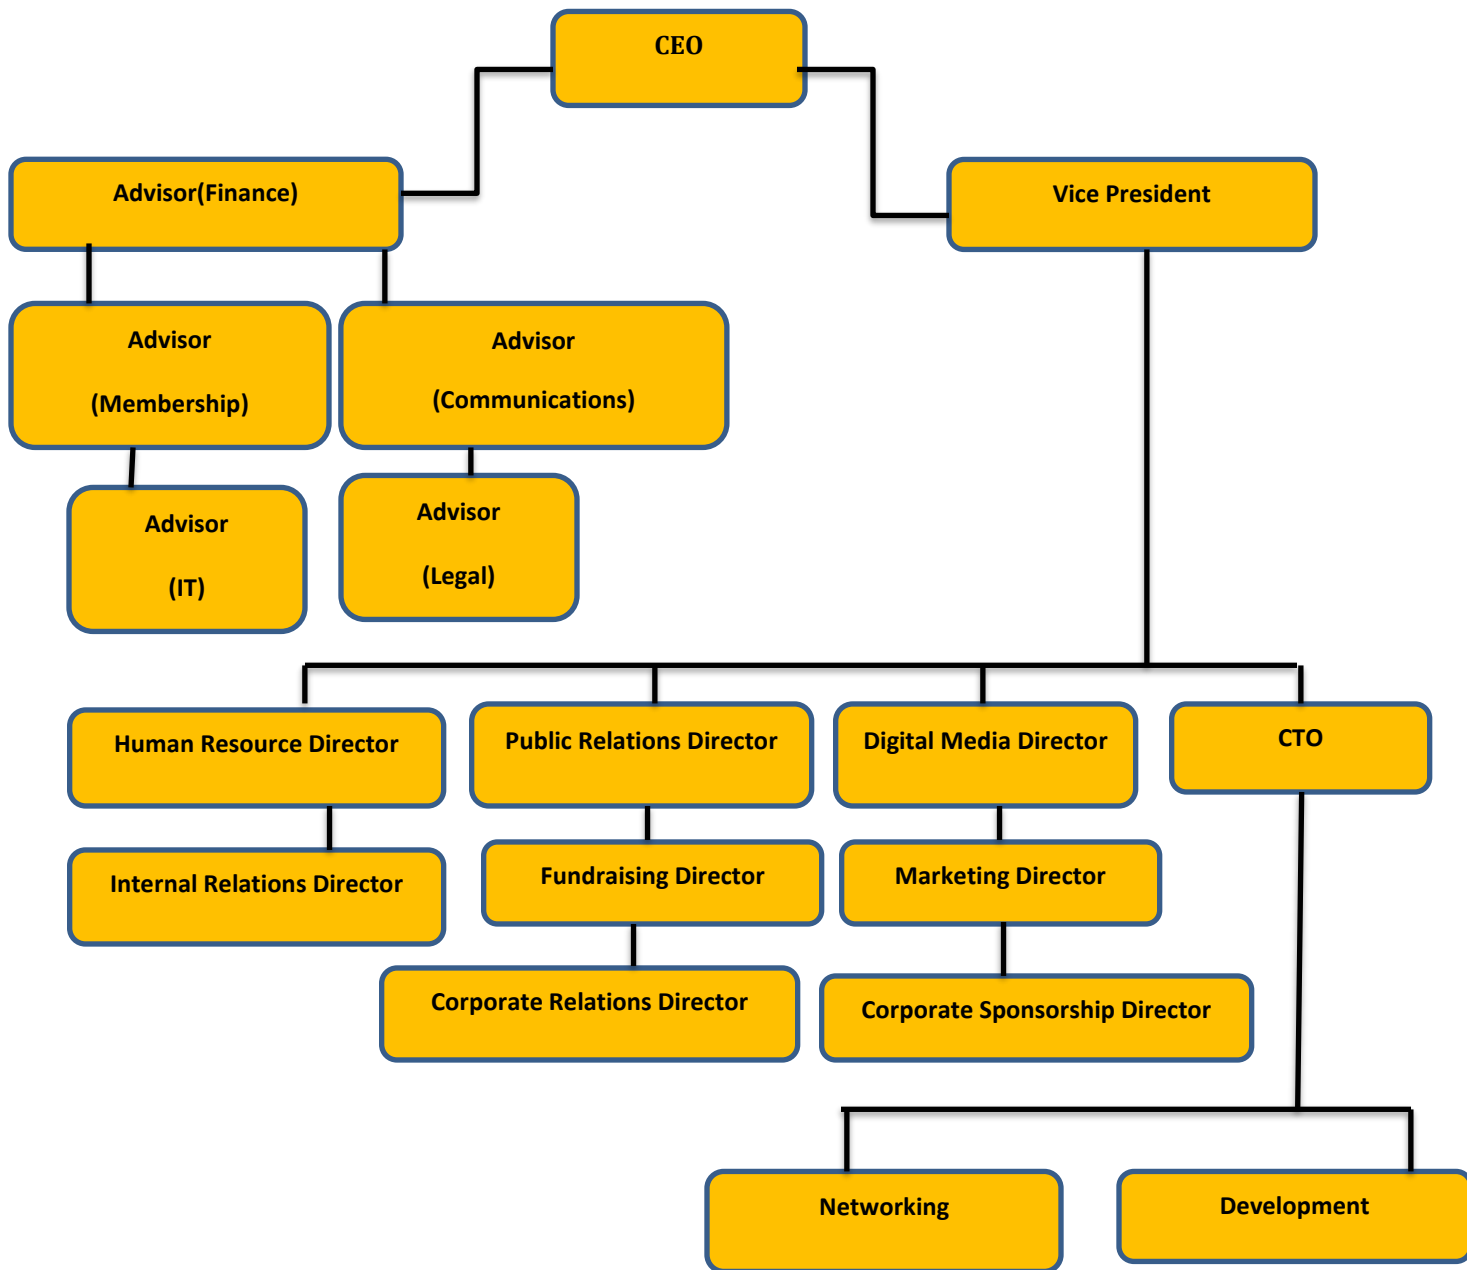 CEO
Advisor(Finance)
Vice President
Advisor
(Membership)
Advisor
(Communications)
Advisor
(IT)
Advisor
(Legal)
Human Resource Director
Public Relations Director
Digital Media Director
CTO
Internal Relations Director
Fundraising Director
Marketing Director
Corporate Relations Director
Corporate Sponsorship Director
Networking
Development